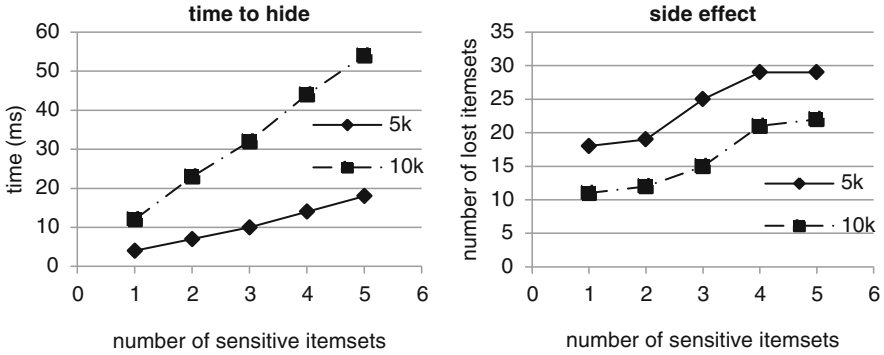 time to hide
60
50
40
30
20
10
0
time (ms)
5k
10k
0 1 2 3 4 5 6
number of sensitive itemsets
side effect
35
30
25
20
15
10
5
0
number of lost itemsets
5k
10k
0 1 2 3 4 5 6
number of sensitive itemsets